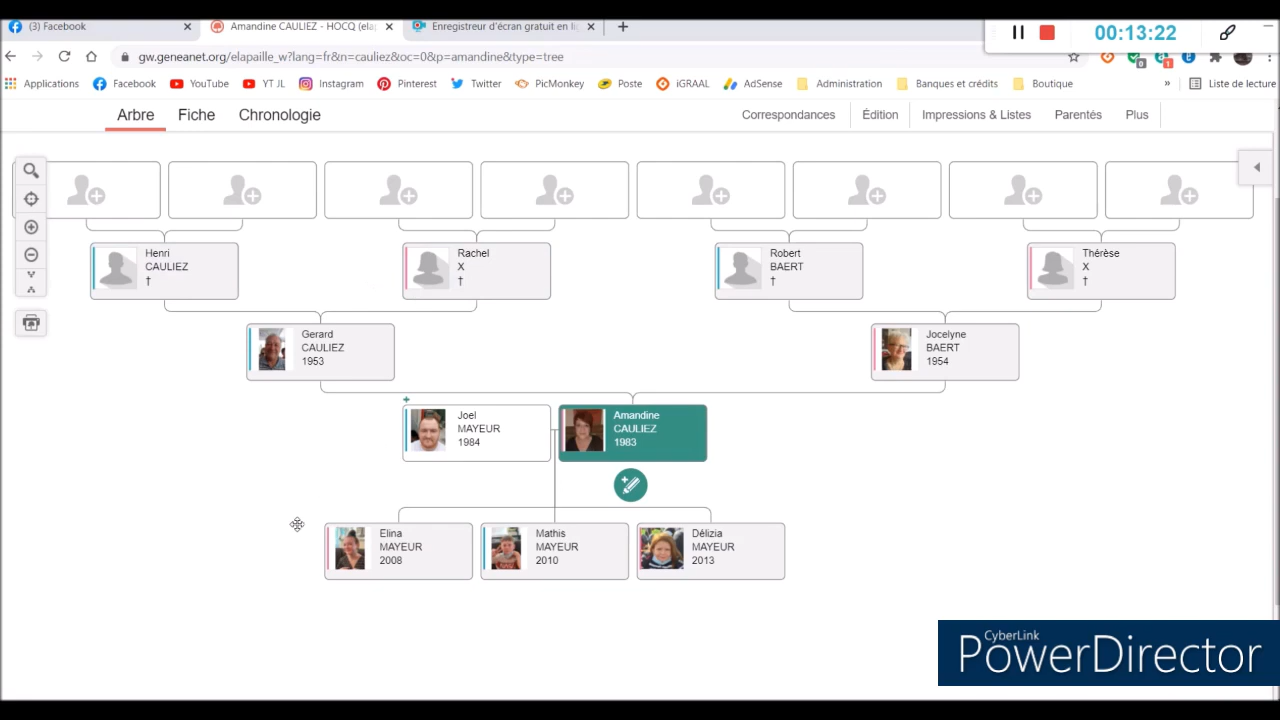 (3) Facebook
Amandine CAULIEZ - HOCQ (elap
Enregistreur d'écran gratuit en li
00:13:22
gw.geneanet.org/elapaille_w?lang=fr&n=cauliez&oc=0&p=amandine&type=tree
0
1
Applications
Facebook
YouTube
YT JL
Instagram
Pinterest
Twitter
PicMonkey
Poste
iGRAAL
AdSense
Administration
Banques et crédits
Boutique
»
Liste de lecture
Arbre
Fiche
Chronologie
Correspondances
Édition
Impressions & Listes
Parentés
Plus
Henri
CAULIEZ
†
Rachel
X
†
Robert
BAERT
†
Thérèse
X
†
Gerard
CAULIEZ
1953
Jocelyne
BAERT
1954
Joel
MAYEUR
1984
Amandine
CAULIEZ
1983
Elina
MAYEUR
2008
Mathis
MAYEUR
2010
Délizia
MAYEUR
2013
CyberLink
PowerDirector